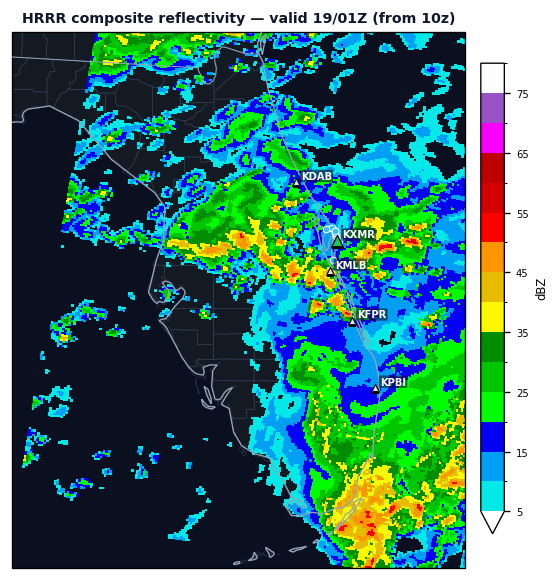 HRRR composite reflectivity — valid 19/01Z (from 10z)
KDAB
KXMR
KMLB
KFPR
KPBI
75
65
55
45
35
25
15
5
dBZ